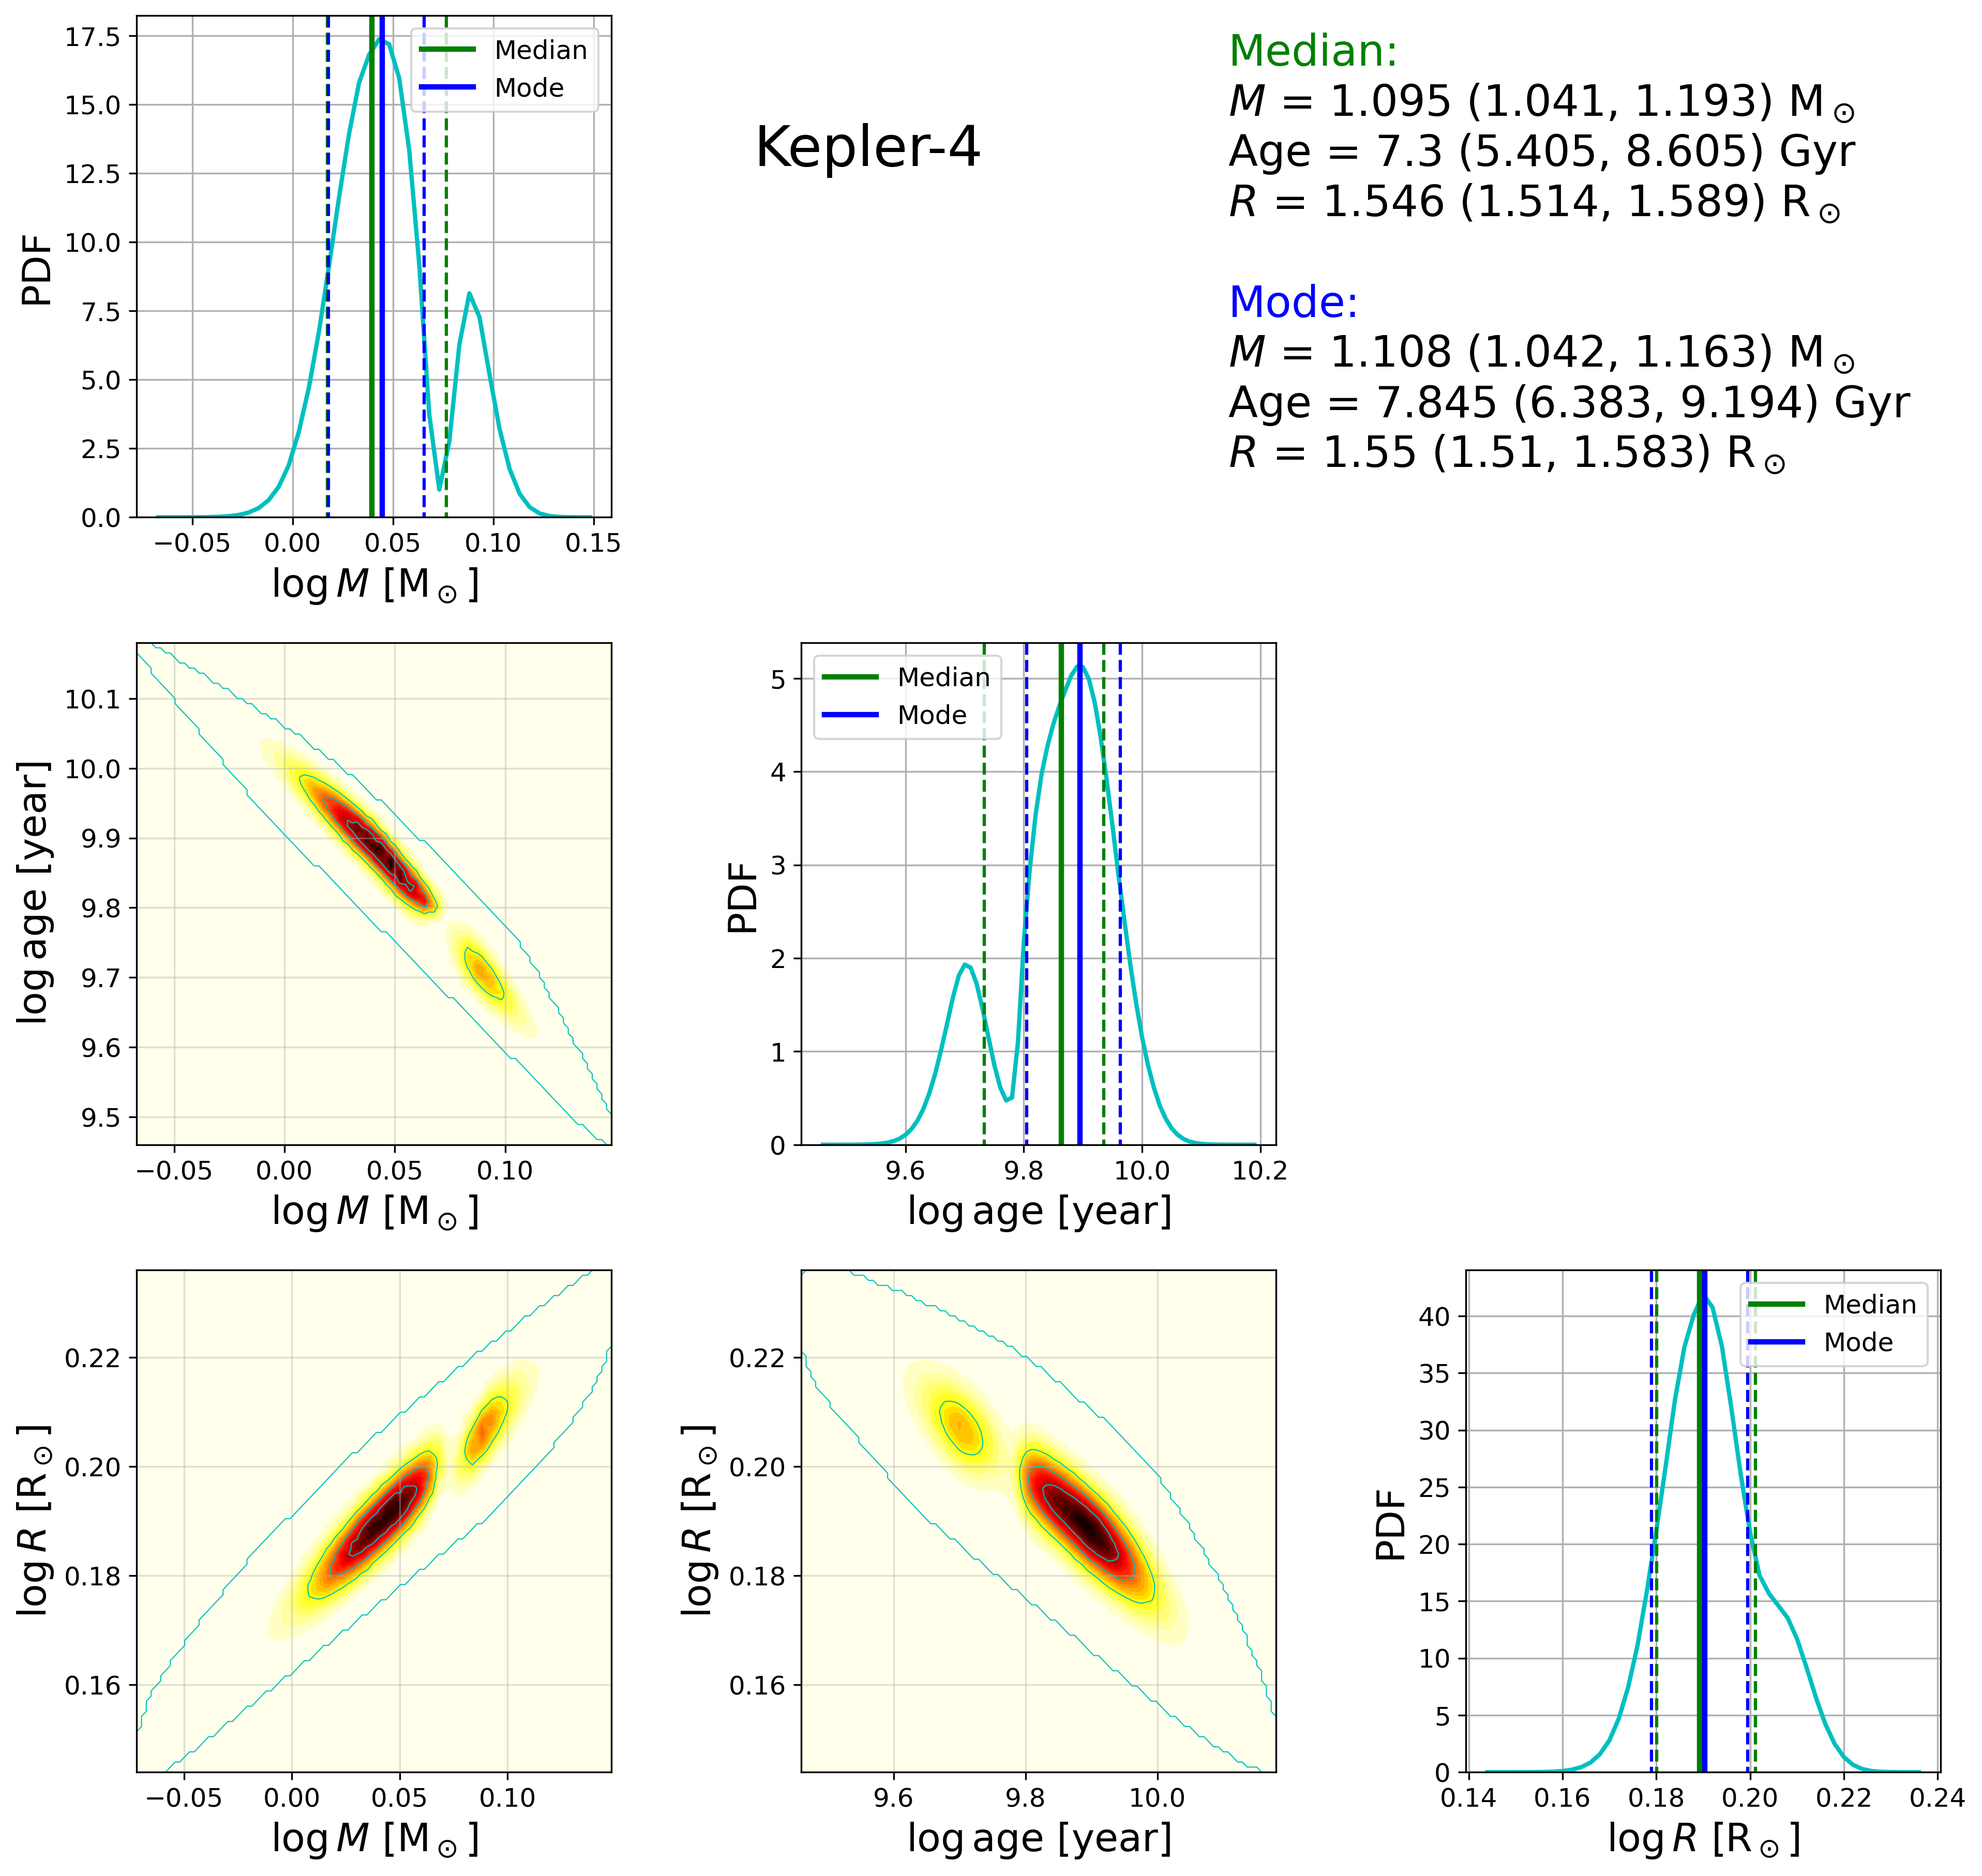 17.5
15.0
12.5
10.0
7.5
5.0
2.5
0.0
PDF
Median
Mode
−0.05 0.00 0.05 0.10 0.15
log M [M⊙]
Kepler-4
Median:
M = 1.095 (1.041, 1.193) M⊙
Age = 7.3 (5.405, 8.605) Gyr
R = 1.546 (1.514, 1.589) R⊙
Mode:
M = 1.108 (1.042, 1.163) M⊙
Age = 7.845 (6.383, 9.194) Gyr
R = 1.55 (1.51, 1.583) R⊙
10.1
10.0
9.9
9.8
9.7
9.6
9.5
log age [year]
−0.05 0.00 0.05 0.10
log M [M⊙]
5
4
3
2
1
0
PDF
Median
Mode
9.6 9.8 10.0 10.2
log age [year]
0.22
0.20
0.18
0.16
log R [R⊙]
−0.05 0.00 0.05 0.10
log M [M⊙]
0.22
0.20
0.18
0.16
log R [R⊙]
9.6 9.8 10.0
log age [year]
40
35
30
25
20
15
10
5
0
PDF
Median
Mode
0.14 0.16 0.18 0.20 0.22 0.24
log R [R⊙]